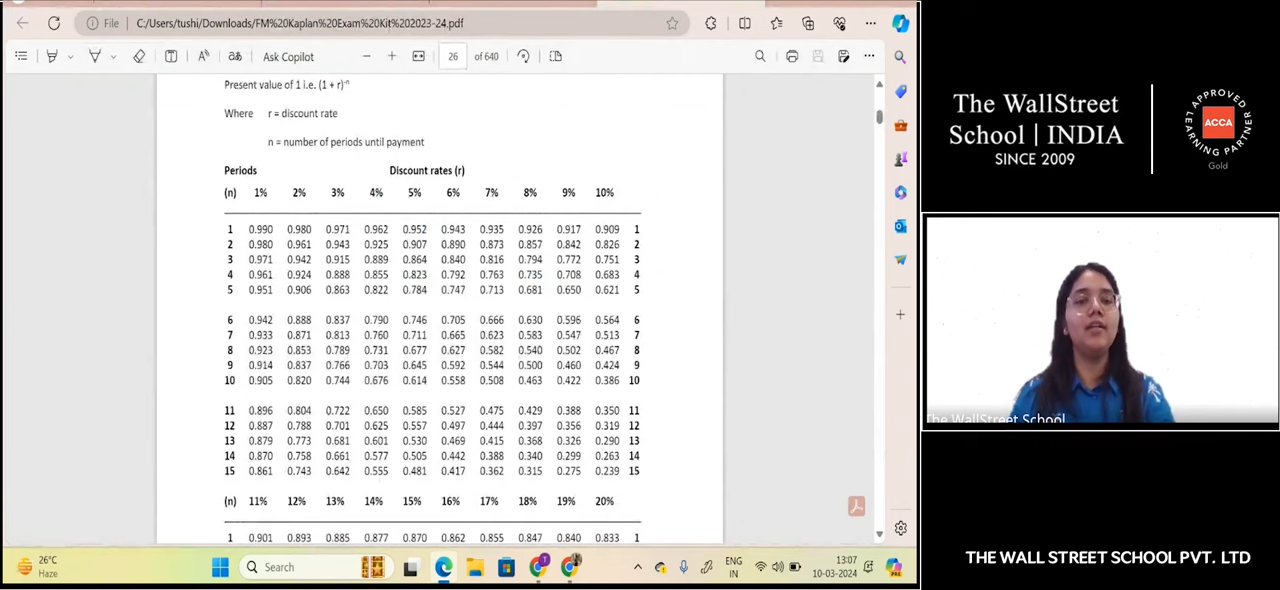 File C:/Users/tushi/Downloads/FM%20Kaplan%20Exam%20Kit%202023-24.pdf
Ask Copilot 26 of 640
Present value of 1 i.e. (1 + r)⁻ⁿ
Where r = discount rate
n = number of periods until payment
Periods Discount rates (r)
(n) 1% 2% 3% 4% 5% 6% 7% 8% 9% 10%
1 0.990 0.980 0.971 0.962 0.952 0.943 0.935 0.926 0.917 0.909 1
2 0.980 0.961 0.943 0.925 0.907 0.890 0.873 0.857 0.842 0.826 2
3 0.971 0.942 0.915 0.889 0.864 0.840 0.816 0.794 0.772 0.751 3
4 0.961 0.924 0.888 0.855 0.823 0.792 0.763 0.735 0.708 0.683 4
5 0.951 0.906 0.863 0.822 0.784 0.747 0.713 0.681 0.650 0.621 5
6 0.942 0.888 0.837 0.790 0.746 0.705 0.666 0.630 0.596 0.564 6
7 0.933 0.871 0.813 0.760 0.711 0.665 0.623 0.583 0.547 0.513 7
8 0.923 0.853 0.789 0.731 0.677 0.627 0.582 0.540 0.502 0.467 8
9 0.914 0.837 0.766 0.703 0.645 0.592 0.544 0.500 0.460 0.424 9
10 0.905 0.820 0.744 0.676 0.614 0.558 0.508 0.463 0.422 0.386 10
11 0.896 0.804 0.722 0.650 0.585 0.527 0.475 0.429 0.388 0.350 11
12 0.887 0.788 0.701 0.625 0.557 0.497 0.444 0.397 0.356 0.319 12
13 0.879 0.773 0.681 0.601 0.530 0.469 0.415 0.368 0.326 0.290 13
14 0.870 0.758 0.661 0.577 0.505 0.442 0.388 0.340 0.299 0.263 14
15 0.861 0.743 0.642 0.555 0.481 0.417 0.362 0.315 0.275 0.239 15
(n) 11% 12% 13% 14% 15% 16% 17% 18% 19% 20%
1 0.901 0.893 0.885 0.877 0.870 0.862 0.855 0.847 0.840 0.833 1
26°C
Haze
Search
ENG
IN
13:07
10-03-2024
The WallStreet
School | INDIA
SINCE 2009
APPROVED
LEARNING PARTNER
ACCA
Gold
The WallStreet School
THE WALL STREET SCHOOL PVT. LTD